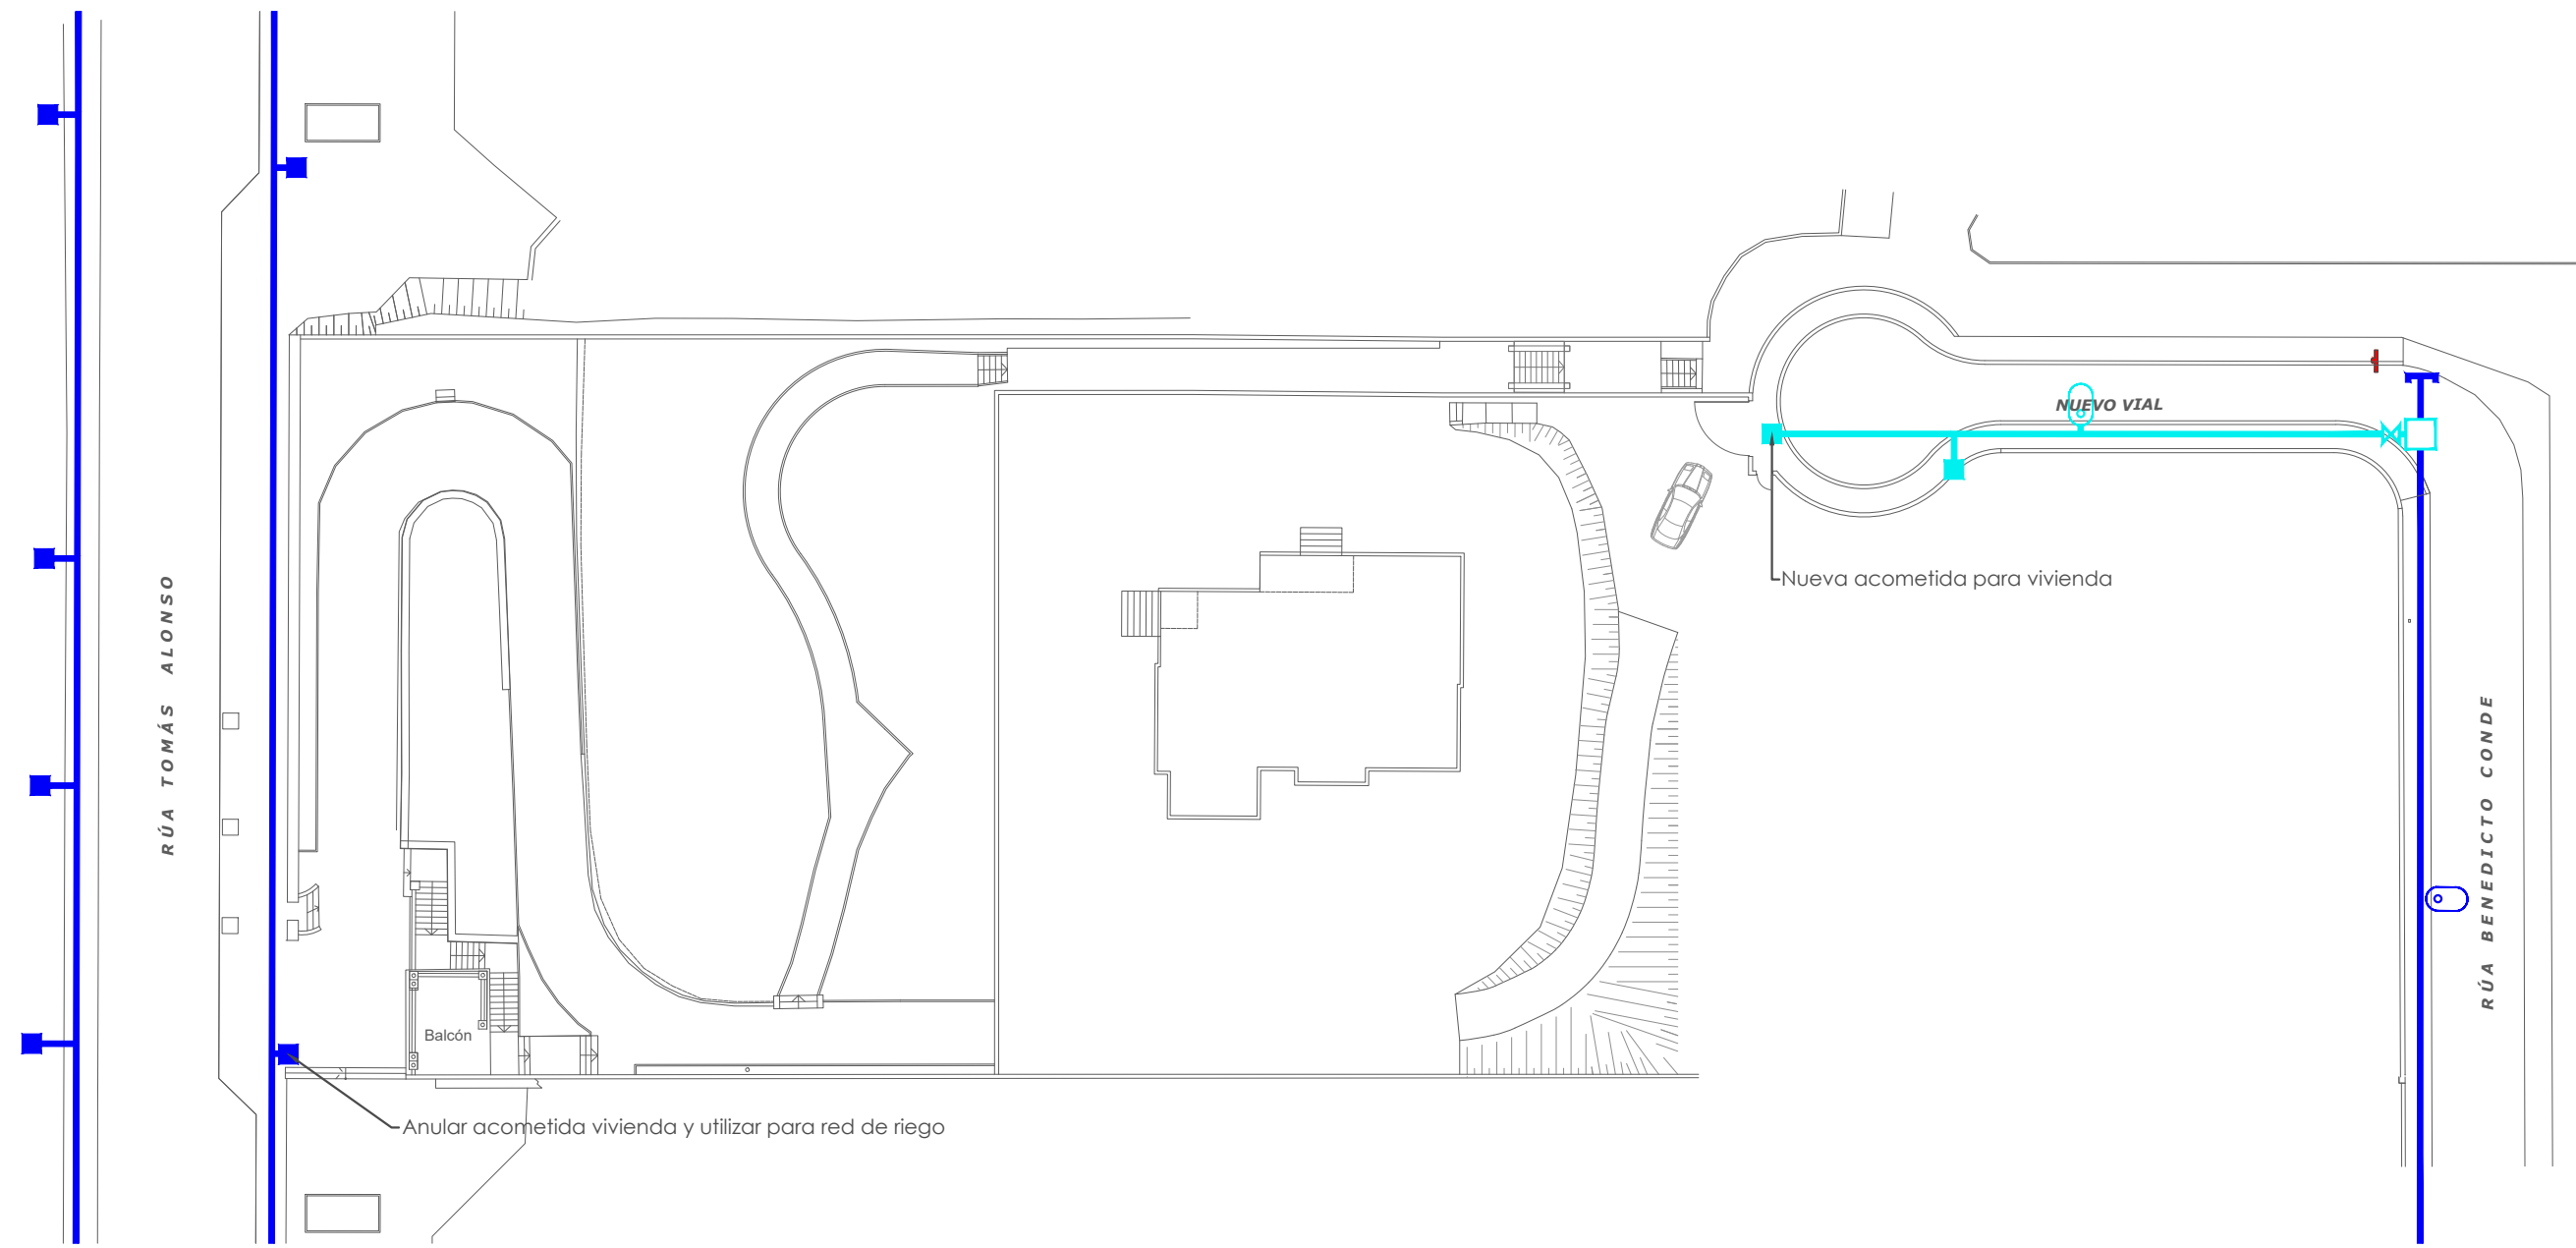 NUEVO VIAL
Nueva acometida para vivienda
RÚA TOMÁS ALONSO
RÚA BENEDICTO CONDE
Balcón
Anular acometida vivienda y utilizar para red de riego